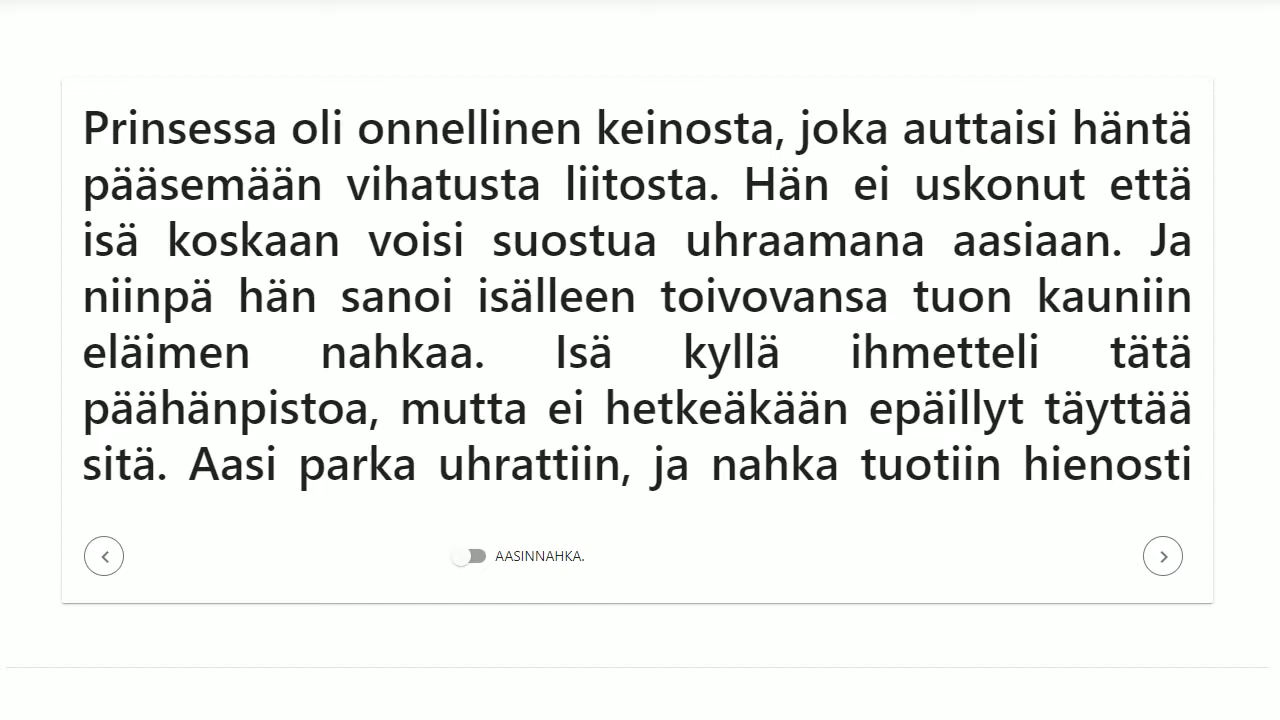 Prinsessa oli onnellinen keinosta, joka auttaisi häntä
pääsemään vihatusta liitosta. Hän ei uskonut että
isä koskaan voisi suostua uhraamana aasiaan. Ja
niinpä hän sanoi isälleen toivovansa tuon kauniin
eläimen nahkaa. Isä kyllä ihmetteli tätä
päähänpistoa, mutta ei hetkeäkään epäillyt täyttää
sitä. Aasi parka uhrattiin, ja nahka tuotiin hienosti
AASINNAHKA.